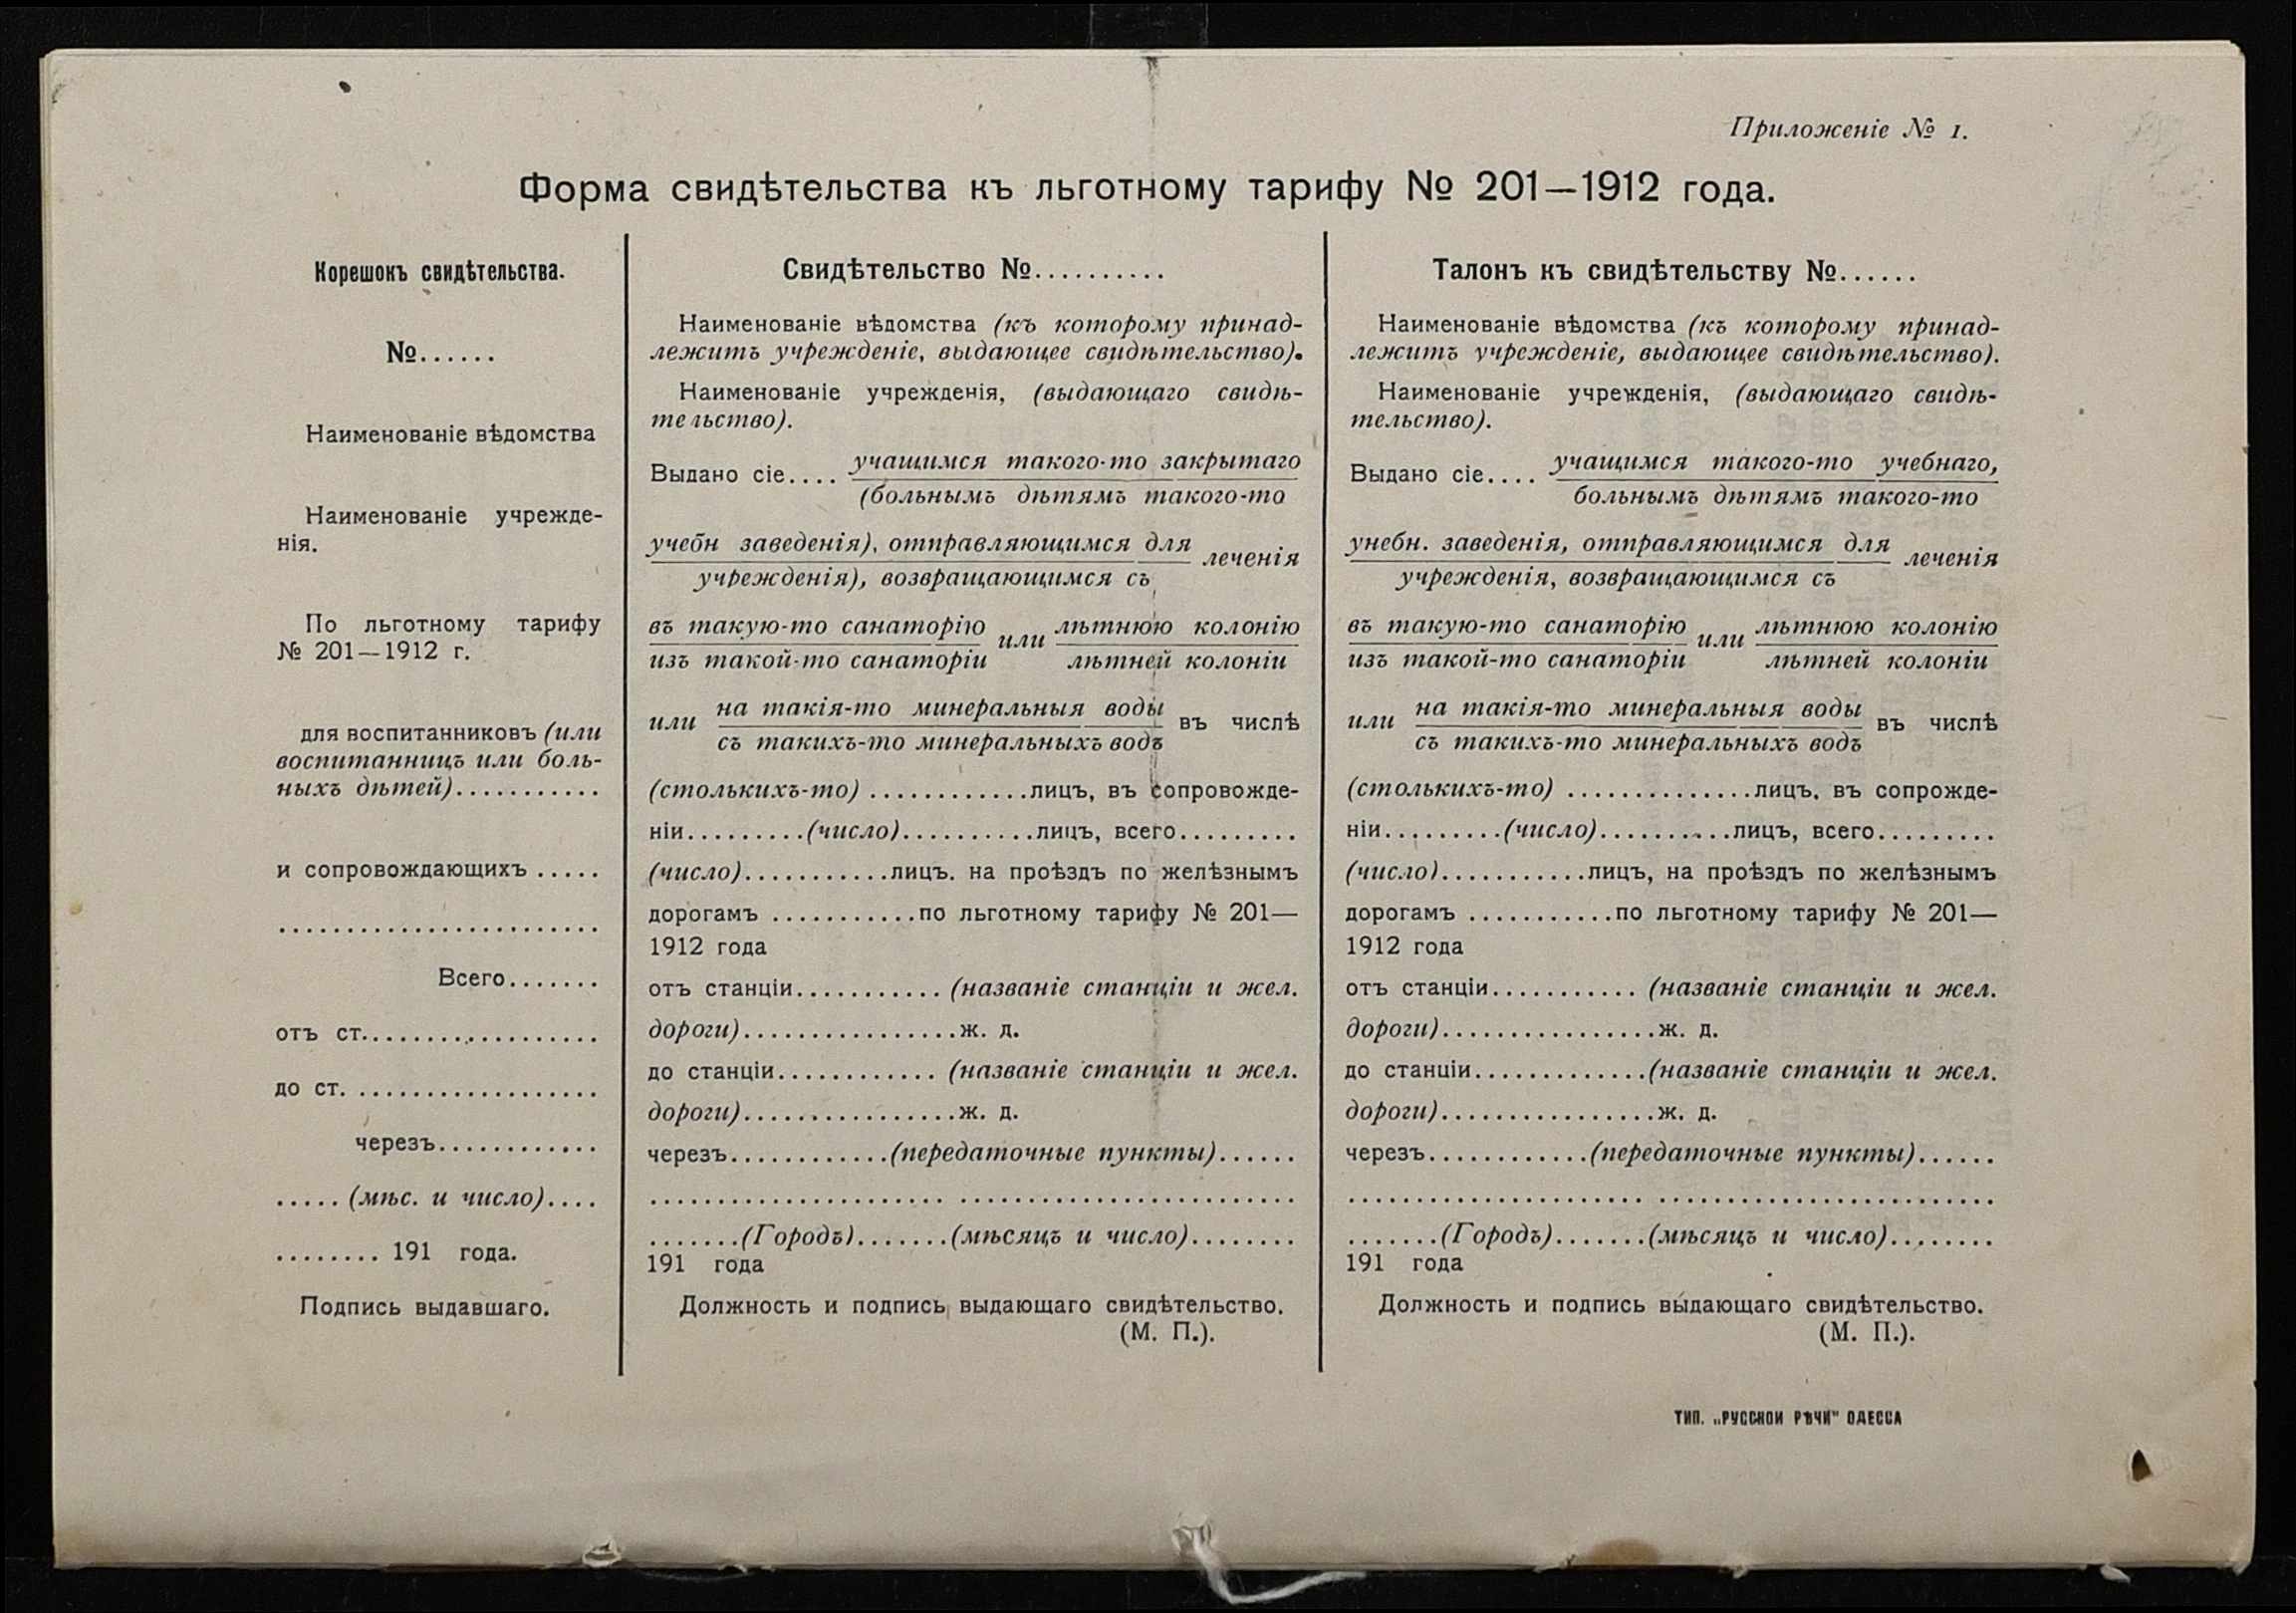 Приложеніе № 1.
Форма свидѣтельства къ льготному тарифу № 201—1912 года.
Корешокъ свидѣтельства.
№......
Наименованіе вѣдомства
Наименованіе учрежде-
нія.
По льготному тарифу
№ 201—1912 г.
для воспитанниковъ (или
воспитанницъ или боль-
ныхъ дѣтей)...........
и сопровождающихъ .....
........................
Всего.......
отъ ст..................
до ст. ..................
черезъ............
..... (мѣс. и число)....
........ 191 года.
Подпись выдавшаго.
Свидѣтельство №..........
Наименованіе вѣдомства (къ которому принад-
лежитъ учрежденіе, выдающее свидѣтельство).
Наименованіе учрежденія, (выдающаго свидѣ-
тельство).
Выдано сіе.... учащимся такого-то закрытаго
(больнымъ дѣтямъ такого-то
учебн заведенія), отправляющимся для леченія
учрежденія), возвращающимся съ
въ такую-то санаторію или лѣтнюю колонію
изъ такой-то санаторіи лѣтней колоніи
или на такія-то минеральныя воды въ числѣ
съ такихъ-то минеральныхъ водъ
(столькихъ-то) ............лицъ, въ сопровожде-
ніи.........(число)..........лицъ, всего.........
(число)...........лицъ. на проѣздъ по желѣзнымъ
дорогамъ ...........по льготному тарифу № 201—
1912 года
отъ станціи........... (названіе станціи и жел.
дороги)................ж. д.
до станціи............ (названіе станціи и жел.
дороги)................ж. д.
черезъ............(передаточные пункты)......
...................... .........................
.......(Городъ).......(мѣсяцъ и число)........
191 года
Должность и подпись выдающаго свидѣтельство.
(М. П.).
Талонъ къ свидѣтельству №......
Наименованіе вѣдомства (къ которому принад-
лежитъ учрежденіе, выдающее свидѣтельство).
Наименованіе учрежденія, (выдающаго свидѣ-
тельство).
Выдано сіе.... учащимся такого-то учебнаго,
больнымъ дѣтямъ такого-то
унебн. заведенія, отправляющимся для леченія
учрежденія, возвращающимся съ
въ такую-то санаторію или лѣтнюю колонію
изъ такой-то санаторіи лѣтней колоніи
или на такія-то минеральныя воды въ числѣ
съ такихъ-то минеральныхъ водъ
(столькихъ-то) ..............лицъ. въ сопрожде-
ніи.........(число)..........лицъ, всего.........
(число)...........лицъ, на проѣздъ по желѣзнымъ
дорогамъ ...........по льготному тарифу № 201—
1912 года
отъ станціи........... (названіе станціи и жел.
дороги)................ж. д.
до станціи.............(названіе станціи и жел.
дороги)................ж. д.
черезъ............(передаточные пункты)......
...................... .........................
.......(Городъ).......(мѣсяцъ и число)........
191 года
Должность и подпись выдающаго свидѣтельство.
(М. П.).
ТИП. „РУССКОЙ РѢЧИ" ОДЕССА